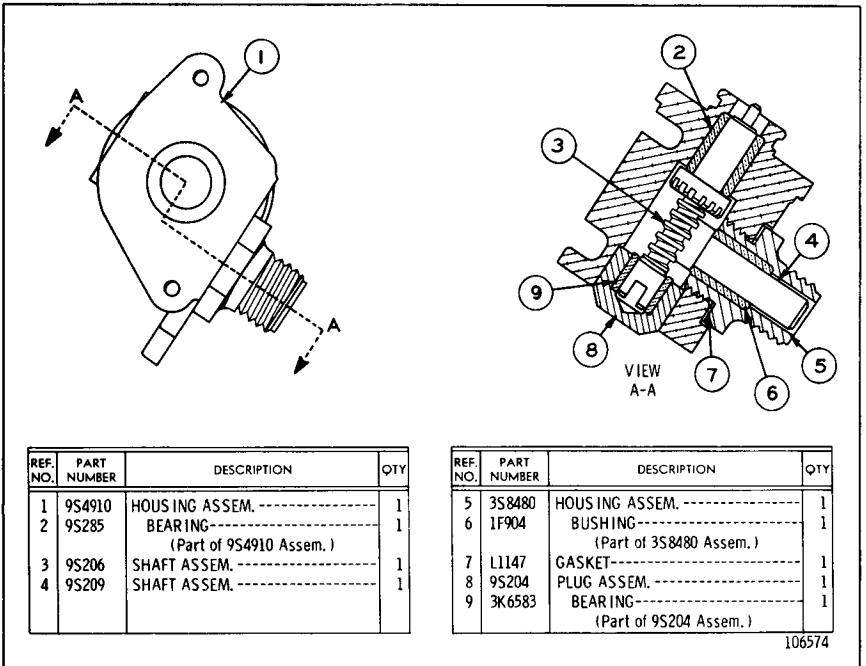 1
A
A
2
3
4
9
8
7
6
5
VIEW
A-A
REF. NO. PART NUMBER DESCRIPTION QTY
1 9S4910 HOUSING ASSEM. 1
2 9S285 BEARING 1
(Part of 9S4910 Assem.)
3 9S206 SHAFT ASSEM. 1
4 9S209 SHAFT ASSEM. 1
REF. NO. PART NUMBER DESCRIPTION QTY
5 3S8480 HOUSING ASSEM. 1
6 1F904 BUSHING 1
(Part of 3S8480 Assem.)
7 L1147 GASKET 1
8 9S204 PLUG ASSEM. 1
9 3K6583 BEARING 1
(Part of 9S204 Assem.)
106574